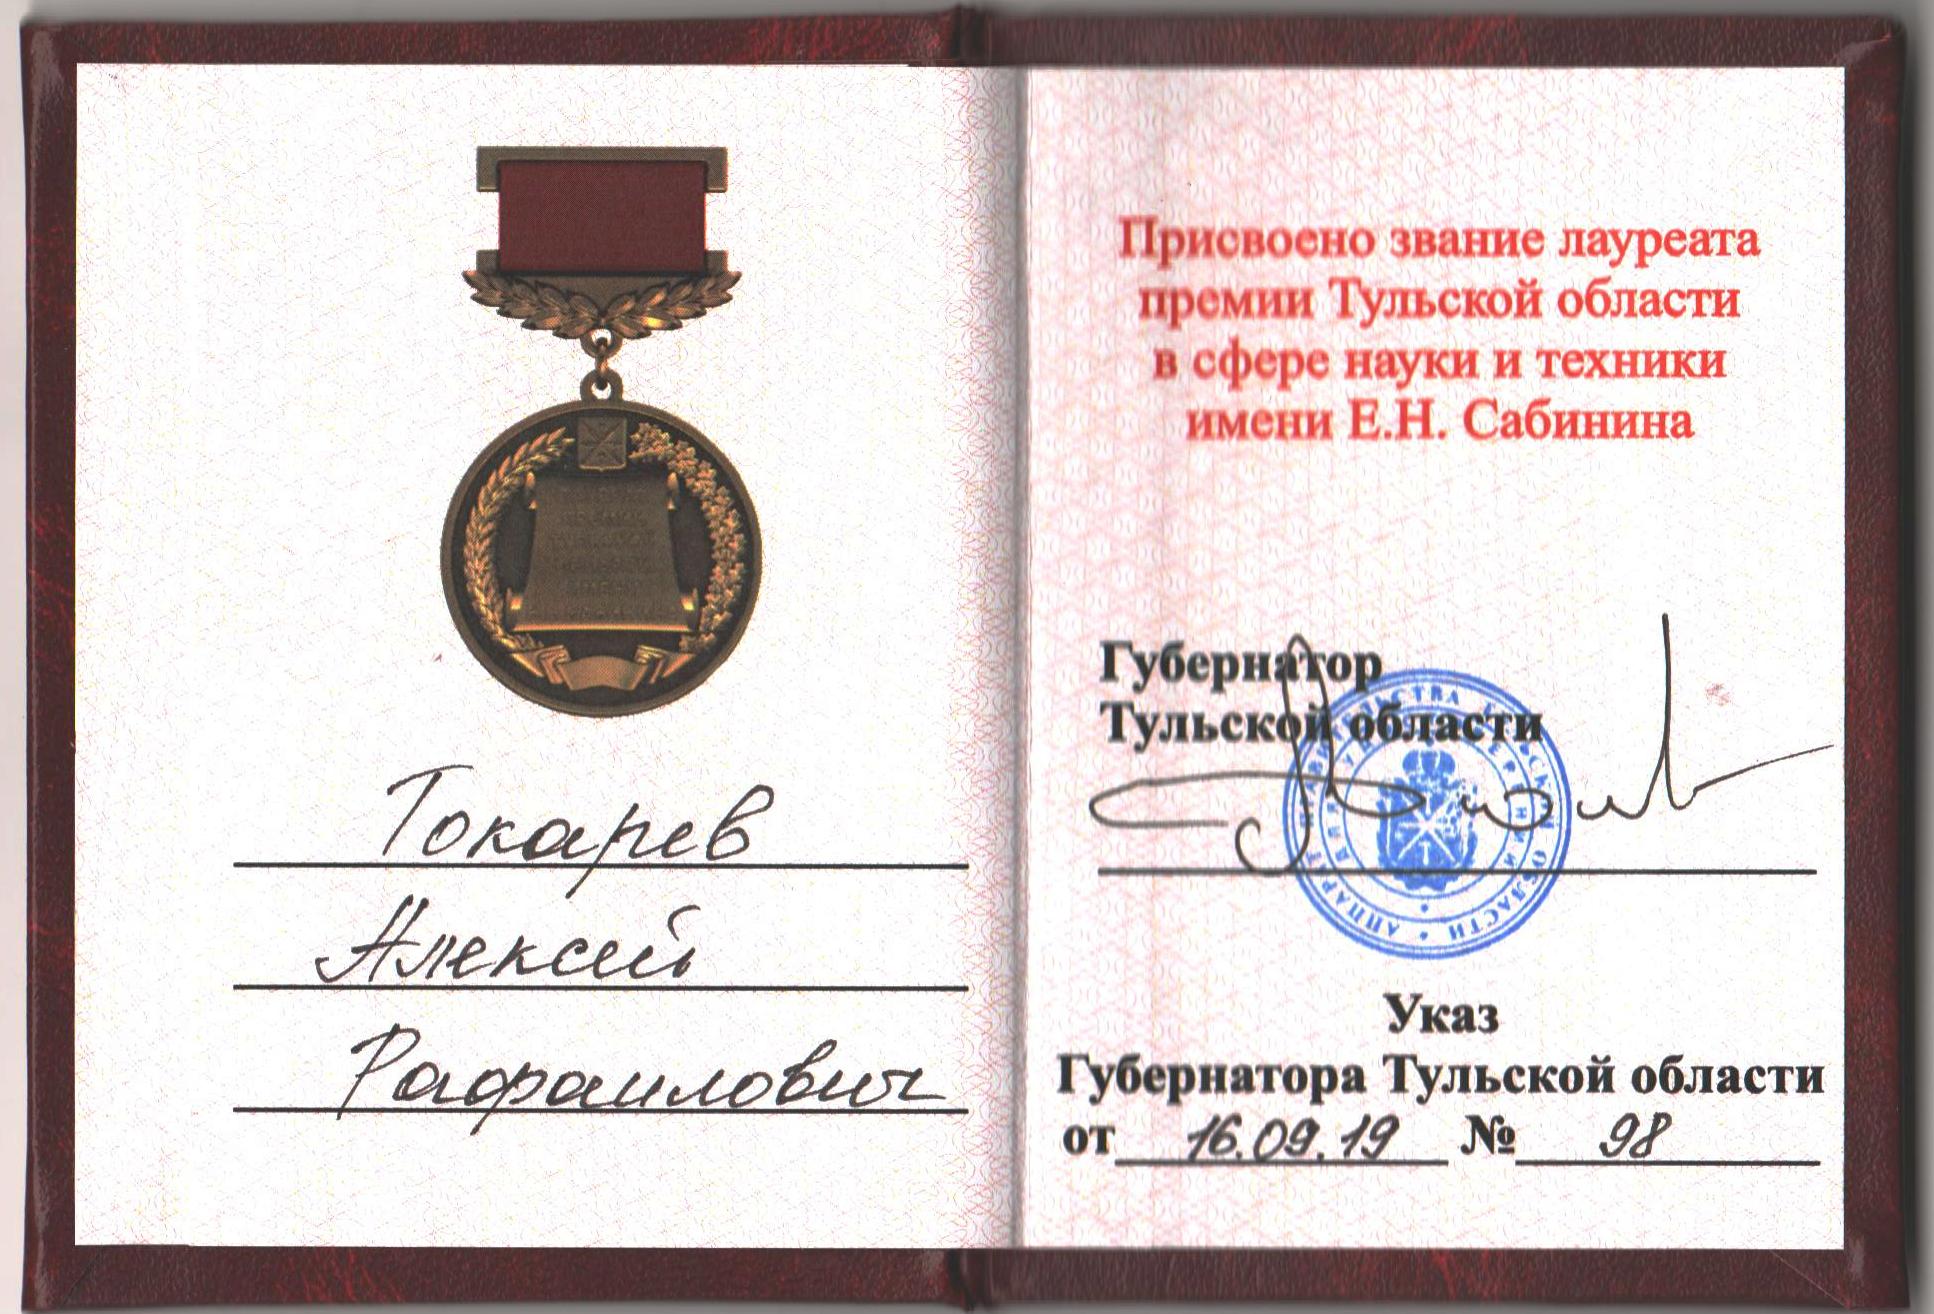 Токарев
Алексей
Рафаилович
Присвоено звание лауреата
премии Тульской области
в сфере науки и техники
имени Е.Н. Сабинина
Губернатор
Тульской области
Указ
Губернатора Тульской области
от 16.09.19 № 98